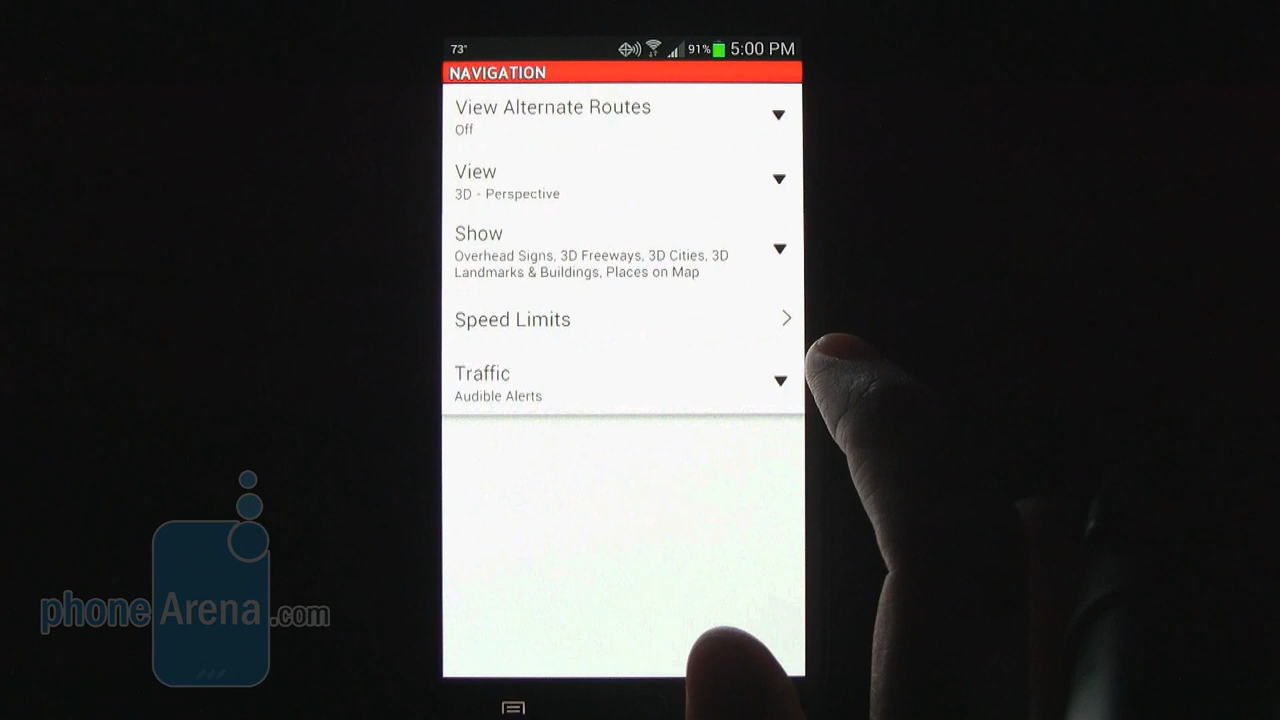 73°
91% 5:00 PM
NAVIGATION
View Alternate Routes
Off
View
3D - Perspective
Show
Overhead Signs, 3D Freeways, 3D Cities, 3D
Landmarks & Buildings, Places on Map
Speed Limits
Traffic
Audible Alerts
phoneArena.com